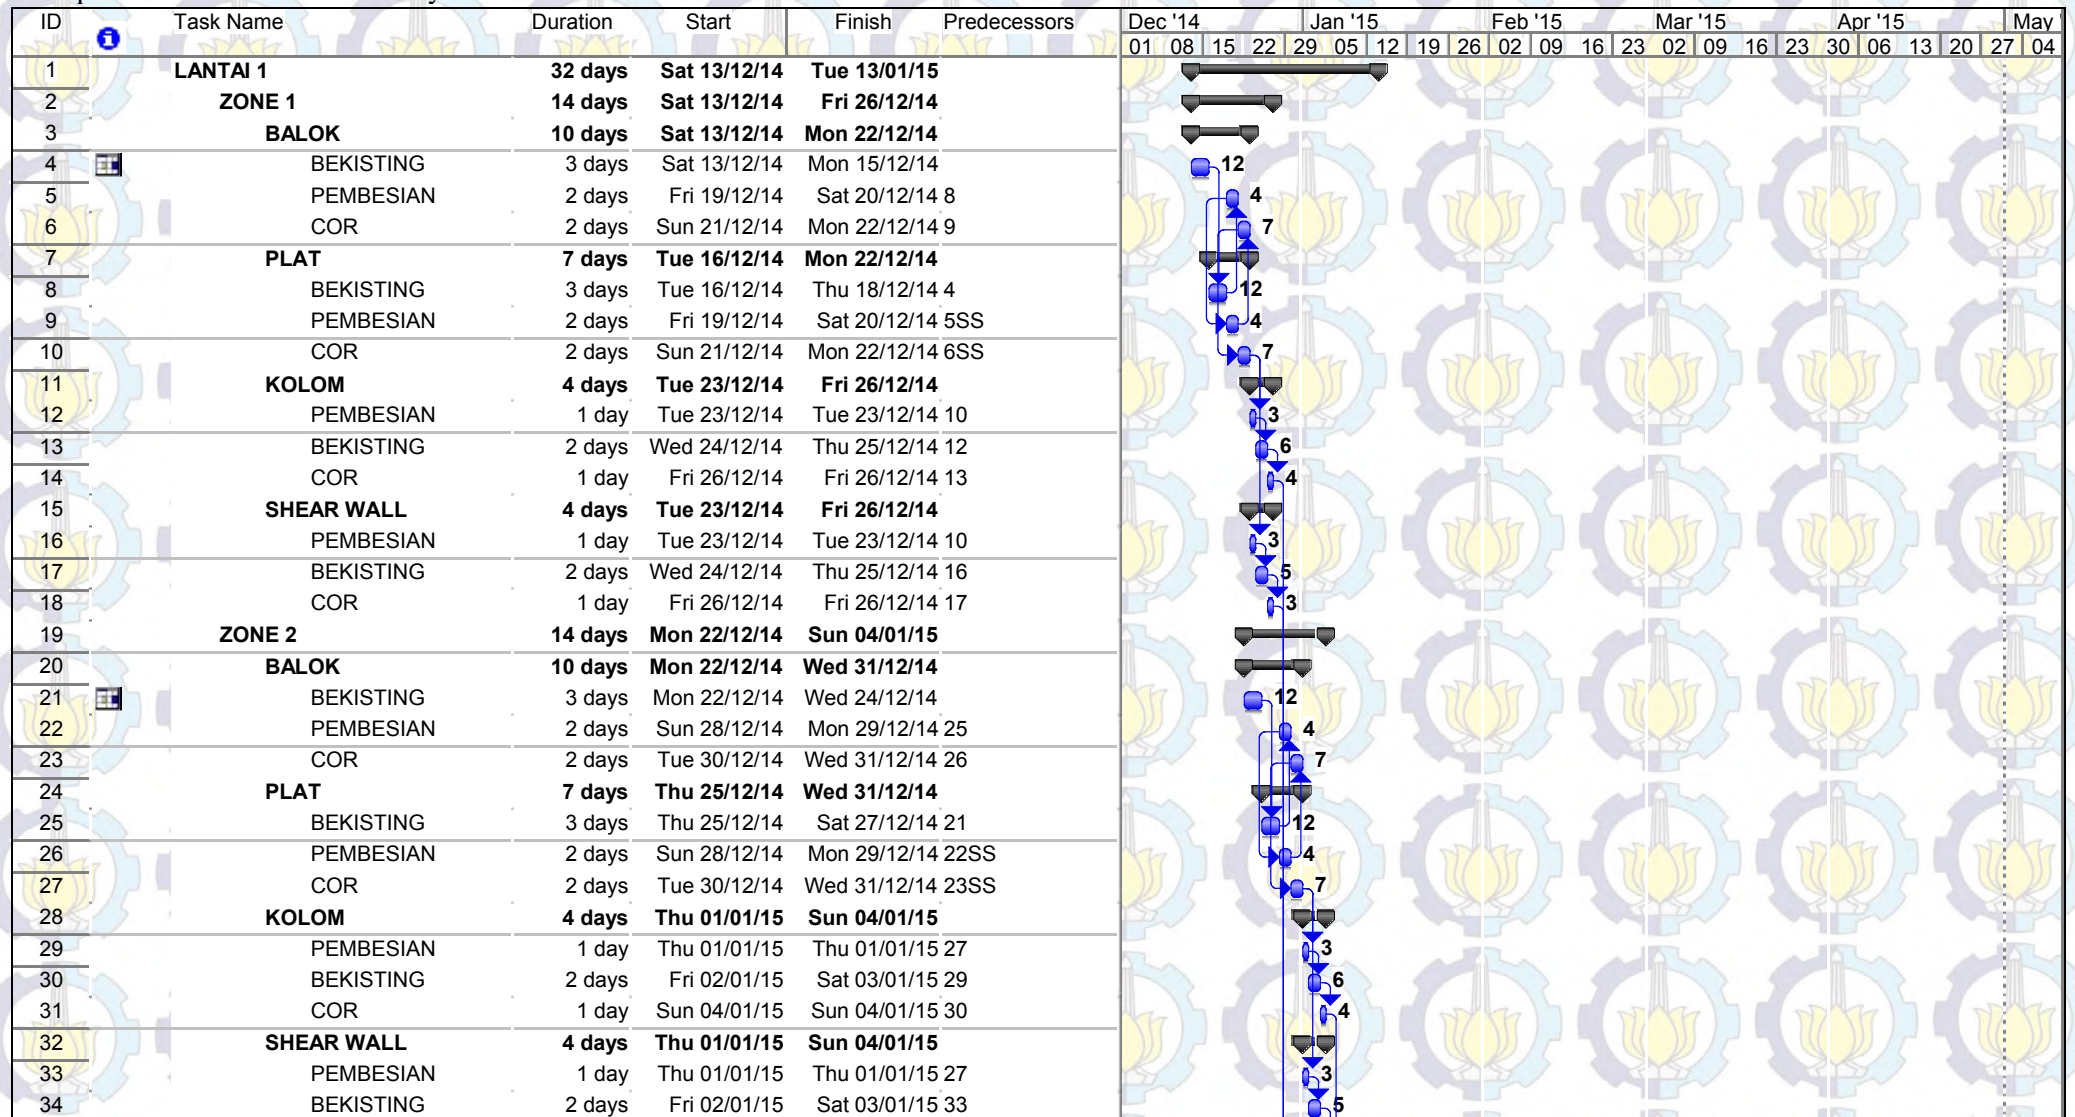 ID Task Name Duration Start Finish Predecessors Dec '14 Jan '15 Feb '15 Mar '15 Apr '15 May
01 08 15 22 29 05 12 19 26 02 09 16 23 02 09 16 23 30 06 13 20 27 04
1 LANTAI 1 32 days Sat 13/12/14 Tue 13/01/15
2 ZONE 1 14 days Sat 13/12/14 Fri 26/12/14
3 BALOK 10 days Sat 13/12/14 Mon 22/12/14
4 BEKISTING 3 days Sat 13/12/14 Mon 15/12/14 12
5 PEMBESIAN 2 days Fri 19/12/14 Sat 20/12/14 8 4
6 COR 2 days Sun 21/12/14 Mon 22/12/14 9 7
7 PLAT 7 days Tue 16/12/14 Mon 22/12/14
8 BEKISTING 3 days Tue 16/12/14 Thu 18/12/14 4 12
9 PEMBESIAN 2 days Fri 19/12/14 Sat 20/12/14 5SS 4
10 COR 2 days Sun 21/12/14 Mon 22/12/14 6SS 7
11 KOLOM 4 days Tue 23/12/14 Fri 26/12/14
12 PEMBESIAN 1 day Tue 23/12/14 Tue 23/12/14 10 3
13 BEKISTING 2 days Wed 24/12/14 Thu 25/12/14 12 6
14 COR 1 day Fri 26/12/14 Fri 26/12/14 13 4
15 SHEAR WALL 4 days Tue 23/12/14 Fri 26/12/14
16 PEMBESIAN 1 day Tue 23/12/14 Tue 23/12/14 10 3
17 BEKISTING 2 days Wed 24/12/14 Thu 25/12/14 16 5
18 COR 1 day Fri 26/12/14 Fri 26/12/14 17 3
19 ZONE 2 14 days Mon 22/12/14 Sun 04/01/15
20 BALOK 10 days Mon 22/12/14 Wed 31/12/14
21 BEKISTING 3 days Mon 22/12/14 Wed 24/12/14 12
22 PEMBESIAN 2 days Sun 28/12/14 Mon 29/12/14 25 4
23 COR 2 days Tue 30/12/14 Wed 31/12/14 26 7
24 PLAT 7 days Thu 25/12/14 Wed 31/12/14
25 BEKISTING 3 days Thu 25/12/14 Sat 27/12/14 21 12
26 PEMBESIAN 2 days Sun 28/12/14 Mon 29/12/14 22SS 4
27 COR 2 days Tue 30/12/14 Wed 31/12/14 23SS 7
28 KOLOM 4 days Thu 01/01/15 Sun 04/01/15
29 PEMBESIAN 1 day Thu 01/01/15 Thu 01/01/15 27 3
30 BEKISTING 2 days Fri 02/01/15 Sat 03/01/15 29 6
31 COR 1 day Sun 04/01/15 Sun 04/01/15 30 4
32 SHEAR WALL 4 days Thu 01/01/15 Sun 04/01/15
33 PEMBESIAN 1 day Thu 01/01/15 Thu 01/01/15 27 3
34 BEKISTING 2 days Fri 02/01/15 Sat 03/01/15 33 5